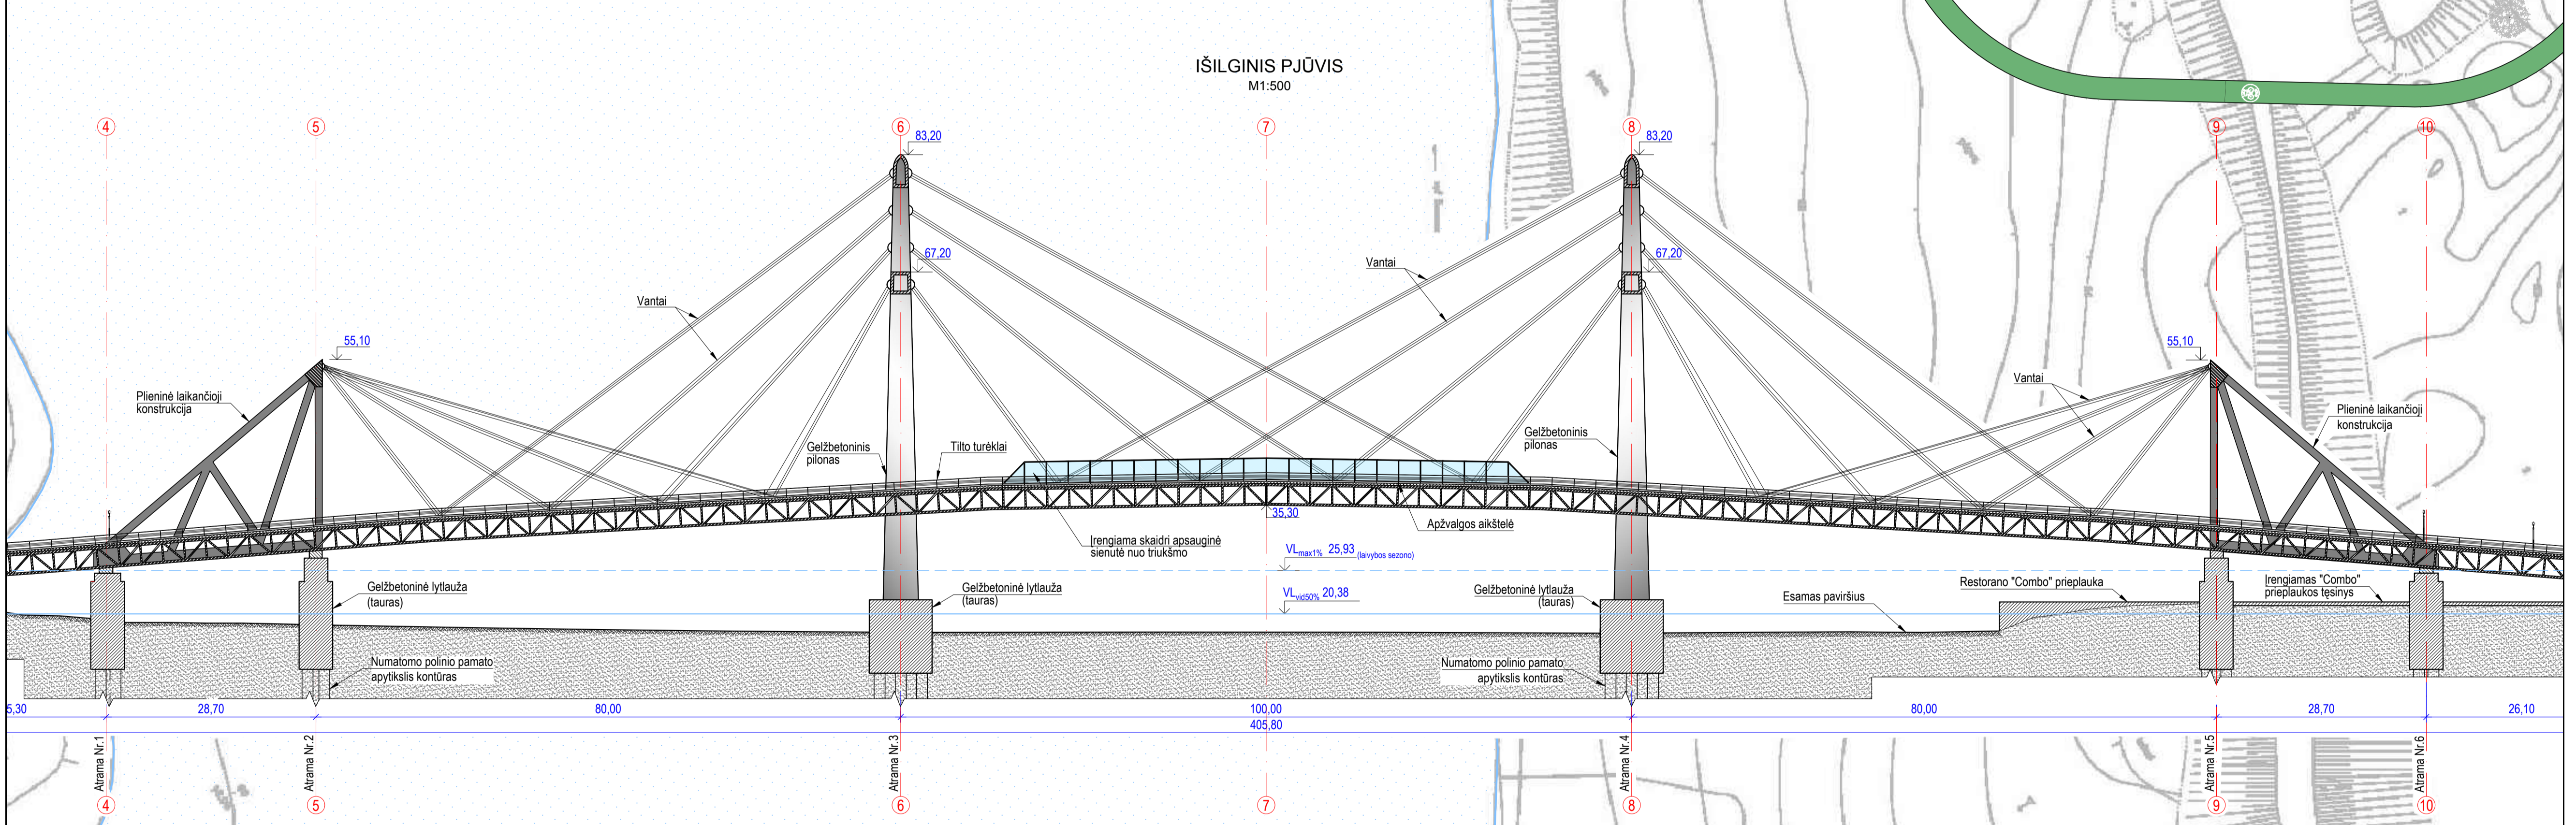 IŠILGINIS PJŪVIS
M1:500
4
5
6
7
8
9
10
83,20
83,20
67,20
67,20
Vantai
Vantai
55,10
55,10
Vantai
Plieninė laikančioji
konstrukcija
Plieninė laikančioji
konstrukcija
Gelžbetoninis
pilonas
Tilto turėklai
Gelžbetoninis
pilonas
35,30
Apžvalgos aikštelė
Įrengiama skaidri apsauginė
sienutė nuo triukšmo
VLmax1% 25,93 (laivybos sezono)
VLvid50% 20,38
Gelžbetoninė lytlauža
(tauras)
Gelžbetoninė lytlauža
(tauras)
Gelžbetoninė lytlauža
(tauras)
Esamas paviršius
Restorano "Combo" prieplauka
Įrengiamas "Combo"
prieplaukos tęsinys
Numatomo polinio pamato
apytikslis kontūras
Numatomo polinio pamato
apytikslis kontūras
5,30
28,70
80,00
100,00
80,00
28,70
26,10
405,80
Atrama Nr.1
Atrama Nr.2
Atrama Nr.3
Atrama Nr.4
Atrama Nr.5
Atrama Nr.6
4
5
6
7
8
9
10